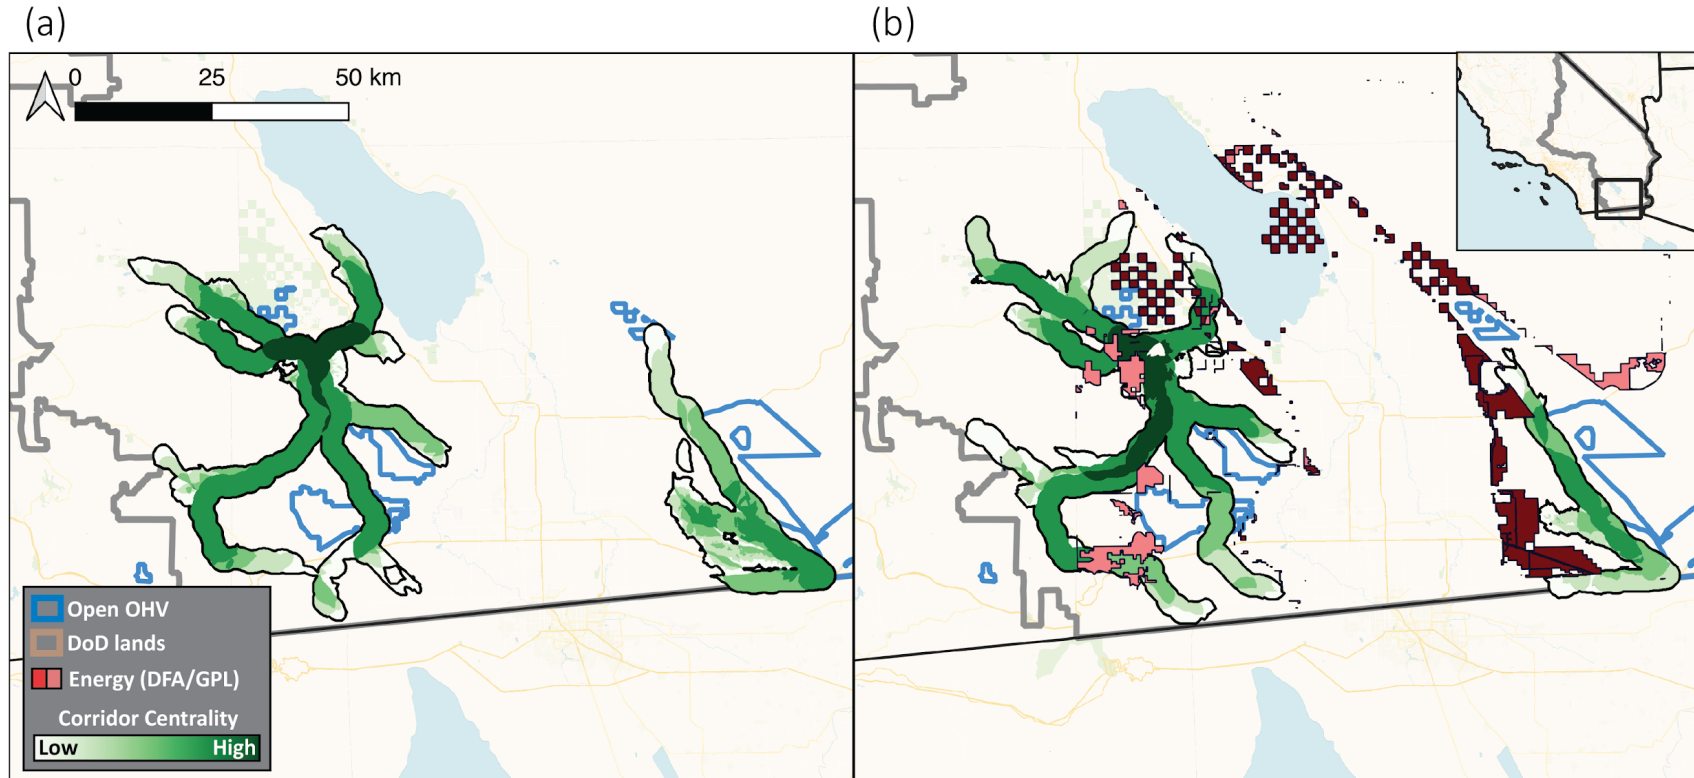 (a)
(b)
0 25 50 km
Open OHV
DoD lands
Energy (DFA/GPL)
Corridor Centrality
Low High